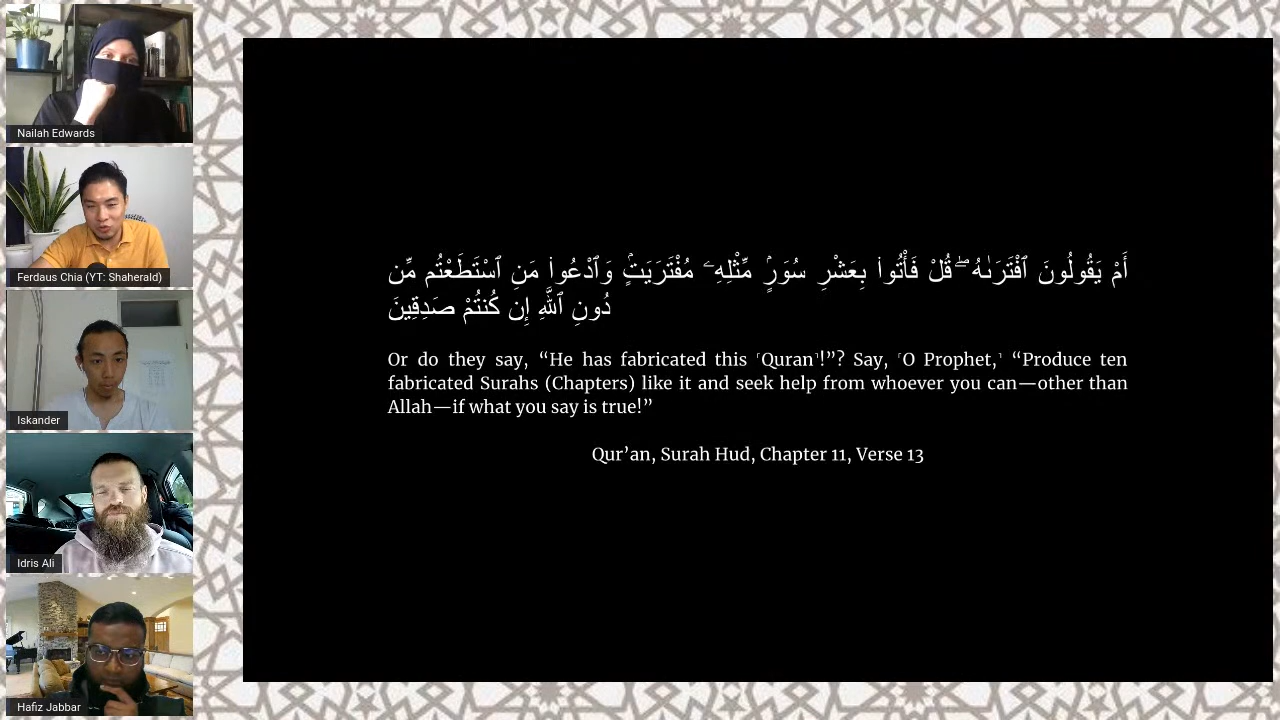 Nailah Edwards
Ferdaus Chia (YT: Shaherald)
Iskander
Idris Ali
Hafiz Jabbar
أَمْ يَقُولُونَ ٱفْتَرَىٰهُ ۖ قُلْ فَأْتُوا۟ بِعَشْرِ سُوَرٍۢ مِّثْلِهِۦ مُفْتَرَيَـٰتٍۢ وَٱدْعُوا۟ مَنِ ٱسْتَطَعْتُم مِّن
دُونِ ٱللَّهِ إِن كُنتُمْ صَـٰدِقِينَ
Or do they say, “He has fabricated this ˹Quran˺!”? Say, ˹O Prophet,˺ “Produce ten
fabricated Surahs (Chapters) like it and seek help from whoever you can—other than
Allah—if what you say is true!”
Qur’an, Surah Hud, Chapter 11, Verse 13